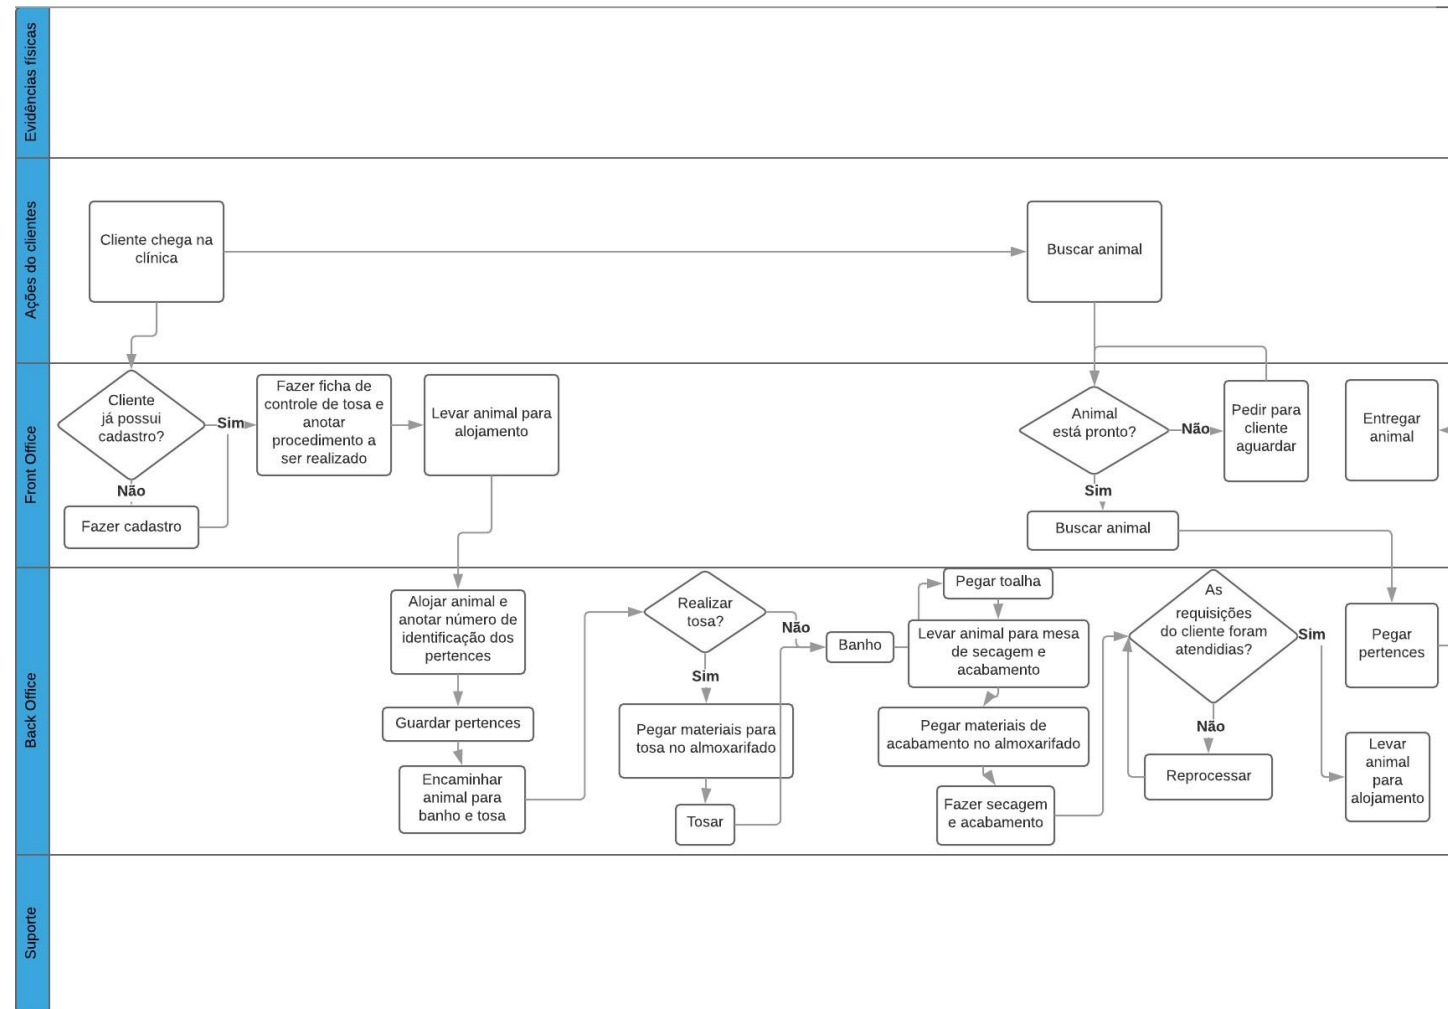 Evidências físicas
Ações do clientes
Cliente chega na
clínica
Buscar animal
Front Office
Cliente
já possui
cadastro?
Sim
Não
Fazer cadastro
Fazer ficha de
controle de tosa e
anotar
procedimento a
ser realizado
Levar animal para
alojamento
Animal
está pronto?
Não
Sim
Pedir para
cliente
aguardar
Buscar animal
Entregar
animal
Back Office
Alojar animal e
anotar número de
identificação dos
pertences
Guardar pertences
Encaminhar
animal para
banho e tosa
Realizar
tosa?
Não
Sim
Pegar materiais para
tosa no almoxarifado
Tosar
Banho
Pegar toalha
Levar animal para mesa
de secagem e
acabamento
Pegar materiais de
acabamento no almoxarifado
Fazer secagem
e acabamento
As
requisições
do cliente foram
atendidias?
Sim
Não
Reprocessar
Pegar
pertences
Levar
animal
para
alojamento
Suporte